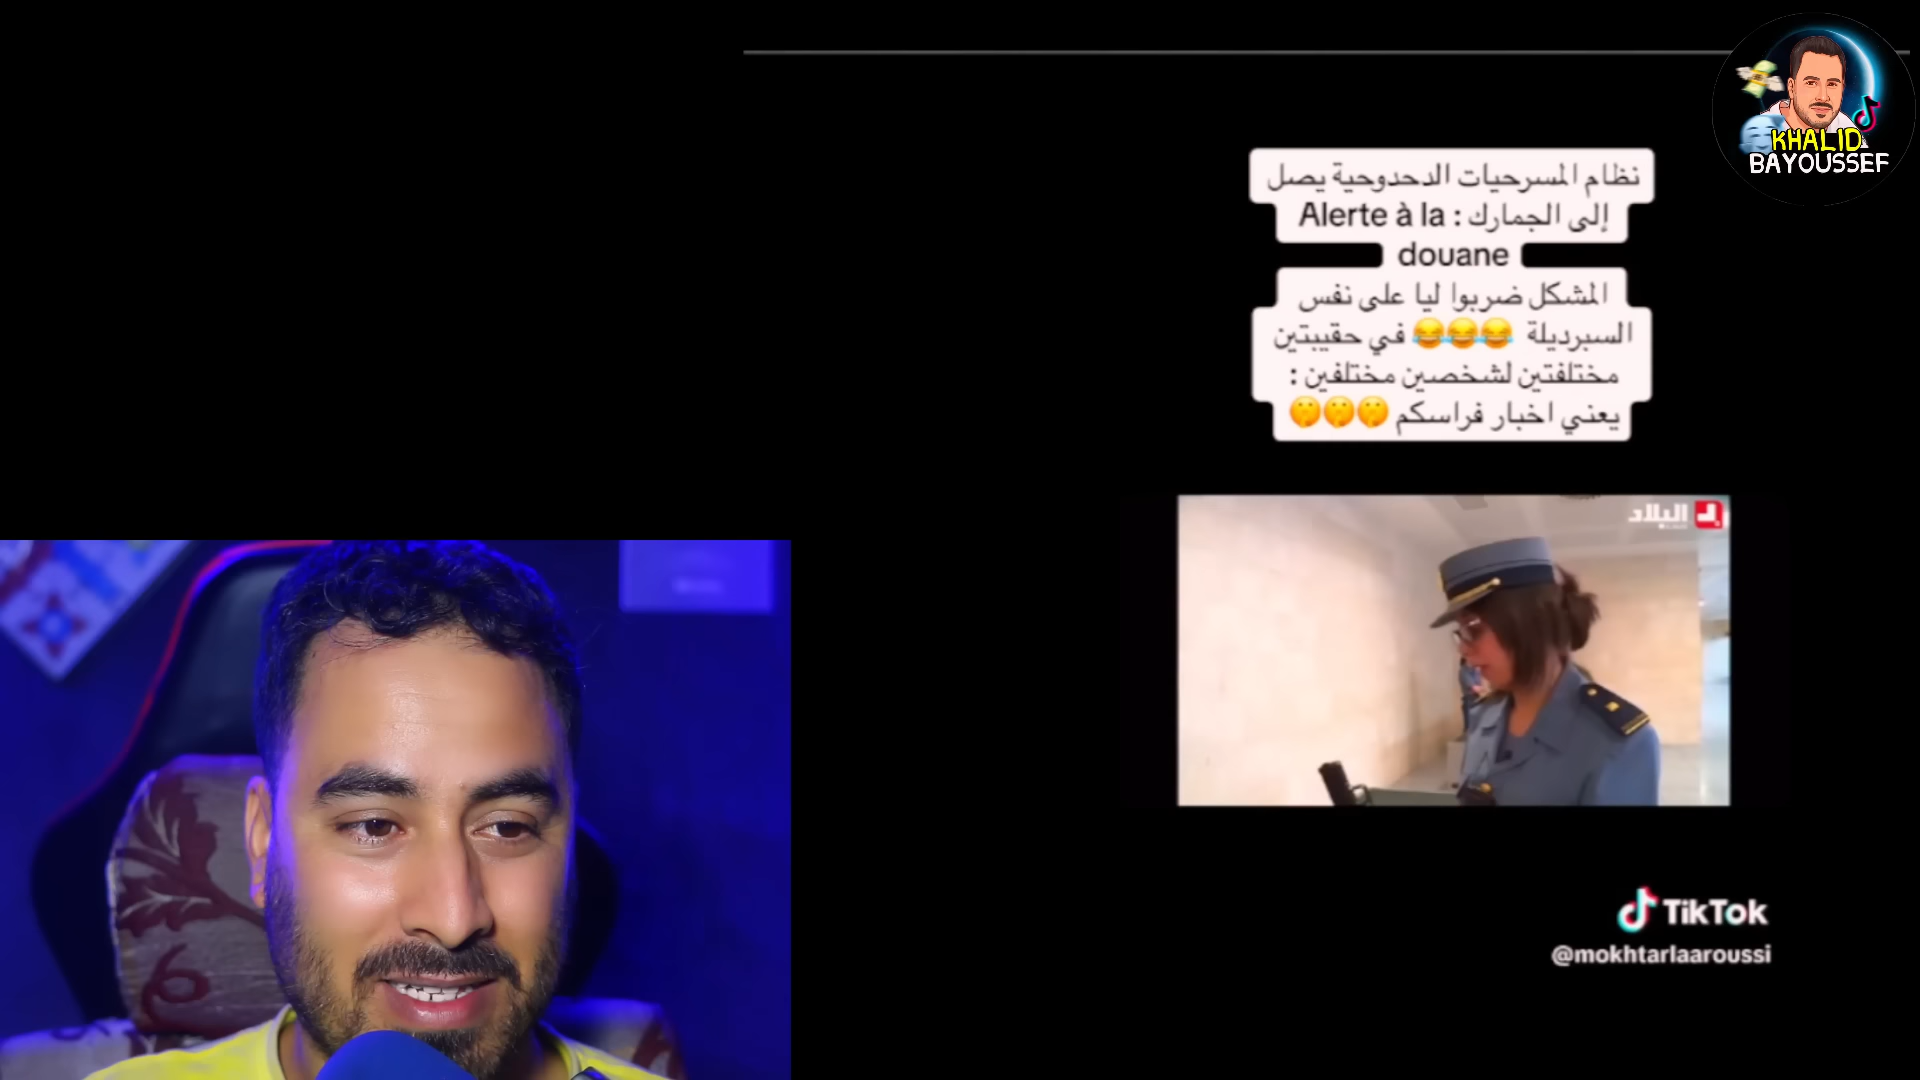 KHALID
BAYOUSSEF
نظام المسرحيات الدحدوحية يصل
إلى الجمارك : Alerte à la
douane
المشكل ضربوا ليا على نفس
السبرديلة 😂😂😂 في حقيبتين
مختلفتين لشخصين مختلفين :
يعني اخبار فراسكم 🤫🤫🤫
البلاد
TikTok
@mokhtarlaaroussi